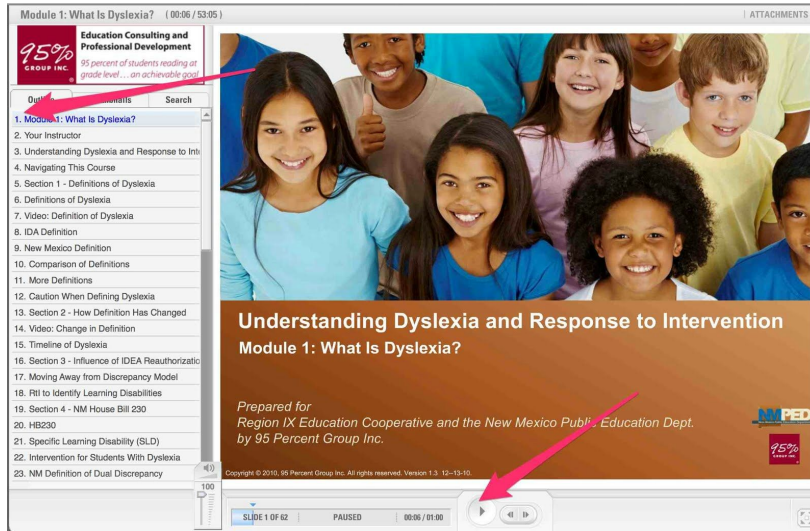 Module 1: What Is Dyslexia? ( 00:06 / 53:05 )
ATTACHMENTS
95%
GROUP INC.
Education Consulting and
Professional Development
95 percent of students reading at
grade level . . . an achievable goal
Search
1. Module 1: What Is Dyslexia?
2. Your Instructor
3. Understanding Dyslexia and Response to Inte
4. Navigating This Course
5. Section 1 - Definitions of Dyslexia
6. Definitions of Dyslexia
7. Video: Definition of Dyslexia
8. IDA Definition
9. New Mexico Definition
10. Comparison of Definitions
11. More Definitions
12. Caution When Defining Dyslexia
13. Section 2 - How Definition Has Changed
14. Video: Change in Definition
15. Timeline of Dyslexia
16. Section 3 - Influence of IDEA Reauthorizatio
17. Moving Away from Discrepancy Model
18. RtI to Identify Learning Disabilities
19. Section 4 - NM House Bill 230
20. HB230
21. Specific Learning Disability (SLD)
22. Intervention for Students With Dyslexia
23. NM Definition of Dual Discrepancy
Understanding Dyslexia and Response to Intervention
Module 1: What Is Dyslexia?
Prepared for
Region IX Education Cooperative and the New Mexico Public Education Dept.
by 95 Percent Group Inc.
NMPED
95%
GROUP INC.
Copyright © 2010, 95 Percent Group Inc. All rights reserved. Version 1.3 12--13-10.
100
SLIDE 1 OF 62 PAUSED 00:06 / 01:00